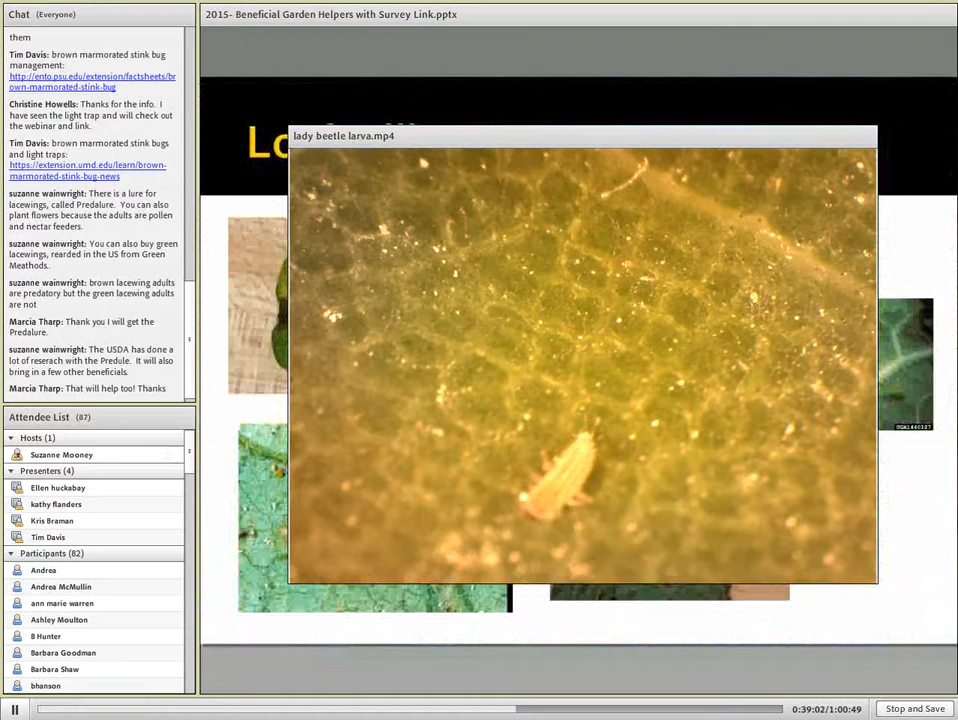 Chat (Everyone)
them
Tim Davis: brown marmorated stink bug
management:
http://ento.psu.edu/extension/factsheets/br
own-marmorated-stink-bug
Christine Howells: Thanks for the info. I
have seen the light trap and will check out
the webinar and link.
Tim Davis: brown marmorated stink bugs
and light traps:
https://extension.umd.edu/learn/brown-
marmorated-stink-bug-news
suzanne wainwright: There is a lure for
lacewings, called Predalure. You can also
plant flowers because the adults are pollen
and nectar feeders.
suzanne wainwright: You can also buy green
lacewings, rearded in the US from Green
Meathods..
suzanne wainwright: brown lacewing adults
are predatory but the green lacewing adults
are not
Marcia Tharp: Thank you I will get the
Predalure.
suzanne wainwright: The USDA has done a
lot of reserach with the Predule. It will also
bring in a few other beneficials.
Marcia Tharp: That will help too! Thanks
Attendee List (87)
Hosts (1)
Suzanne Mooney
Presenters (4)
Ellen huckabay
kathy flanders
Kris Braman
Tim Davis
Participants (82)
Andrea
Andrea McMullin
ann marie warren
Ashley Moulton
B Hunter
Barbara Goodman
Barbara Shaw
bhanson
2015- Beneficial Garden Helpers with Survey Link.pptx
lady beetle larva.mp4
0:39:02/1:00:49
Stop and Save